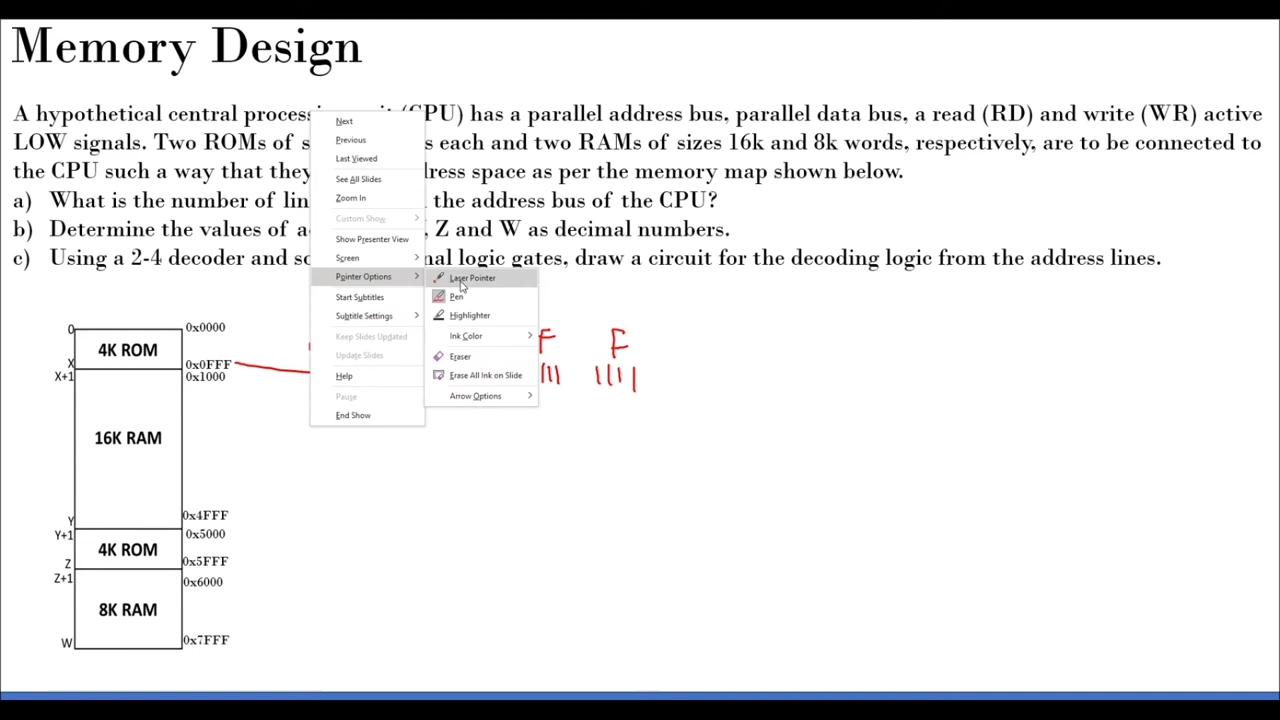 Memory Design
A hypothetical central process it (CPU) has a parallel address bus, parallel data bus, a read (RD) and write (WR) active
LOW signals. Two ROMs of s s each and two RAMs of sizes 16k and 8k words, respectively, are to be connected to
the CPU such a way that they dress space as per the memory map shown below.
a) What is the number of lin the address bus of the CPU?
b) Determine the values of a , Z and W as decimal numbers.
c) Using a 2-4 decoder and so nal logic gates, draw a circuit for the decoding logic from the address lines.
Next
Previous
Last Viewed
See All Slides
Zoom In
Custom Show
Show Presenter View
Screen
Pointer Options
Start Subtitles
Subtitle Settings
Keep Slides Updated
Update Slides
Help
Pause
End Show
Laser Pointer
Pen
Highlighter
Ink Color
Eraser
Erase All Ink on Slide
Arrow Options
F F
1111
0 0x0000
4K ROM
X 0x0FFF
X+1 0x1000
16K RAM
Y 0x4FFF
Y+1 0x5000
4K ROM
Z 0x5FFF
Z+1 0x6000
8K RAM
W 0x7FFF